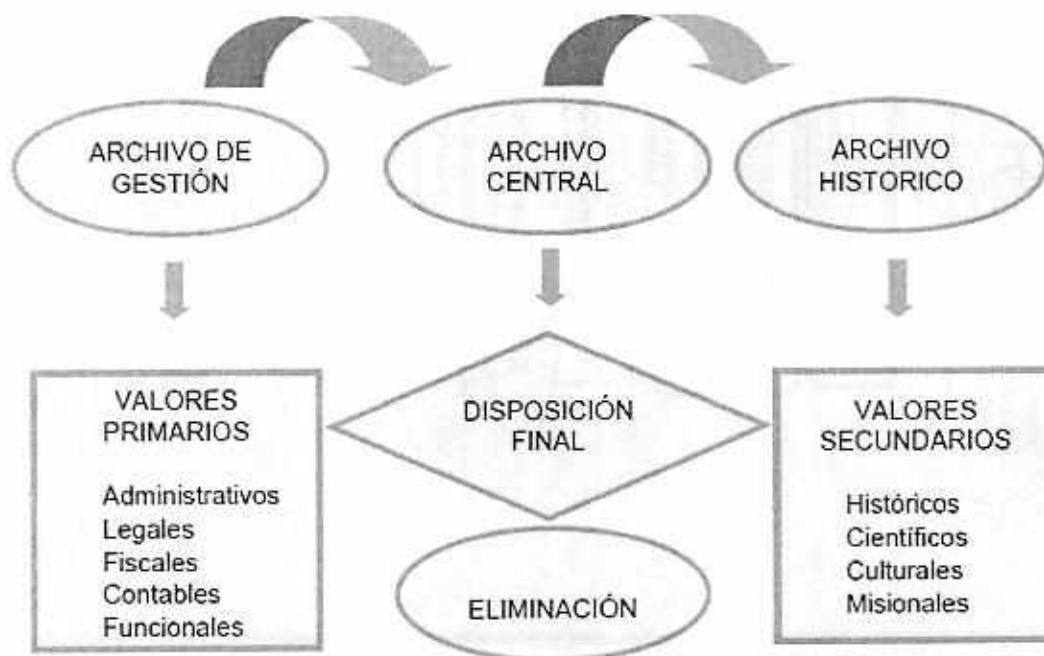 ARCHIVO DE
GESTIÓN
ARCHIVO
CENTRAL
ARCHIVO
HISTORICO
VALORES
PRIMARIOS
Administrativos
Legales
Fiscales
Contables
Funcionales
DISPOSICIÓN
FINAL
ELIMINACIÓN
VALORES
SECUNDARIOS
Históricos
Científicos
Culturales
Misionales